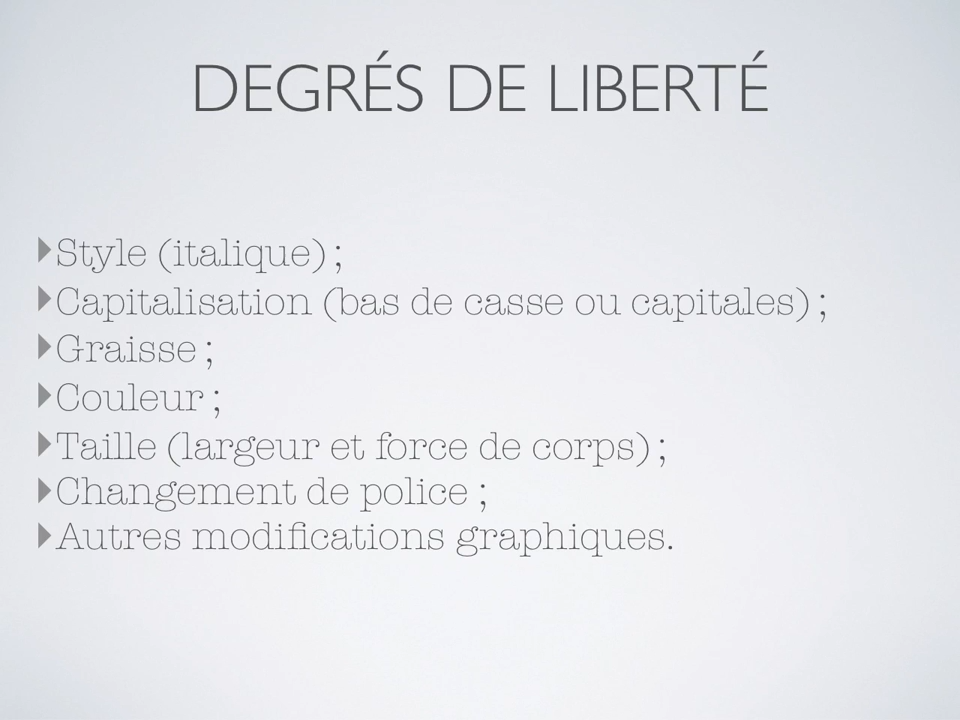 DEGRÉS DE LIBERTÉ
Style (italique) ;
Capitalisation (bas de casse ou capitales) ;
Graisse ;
Couleur ;
Taille (largeur et force de corps) ;
Changement de police ;
Autres modifications graphiques.